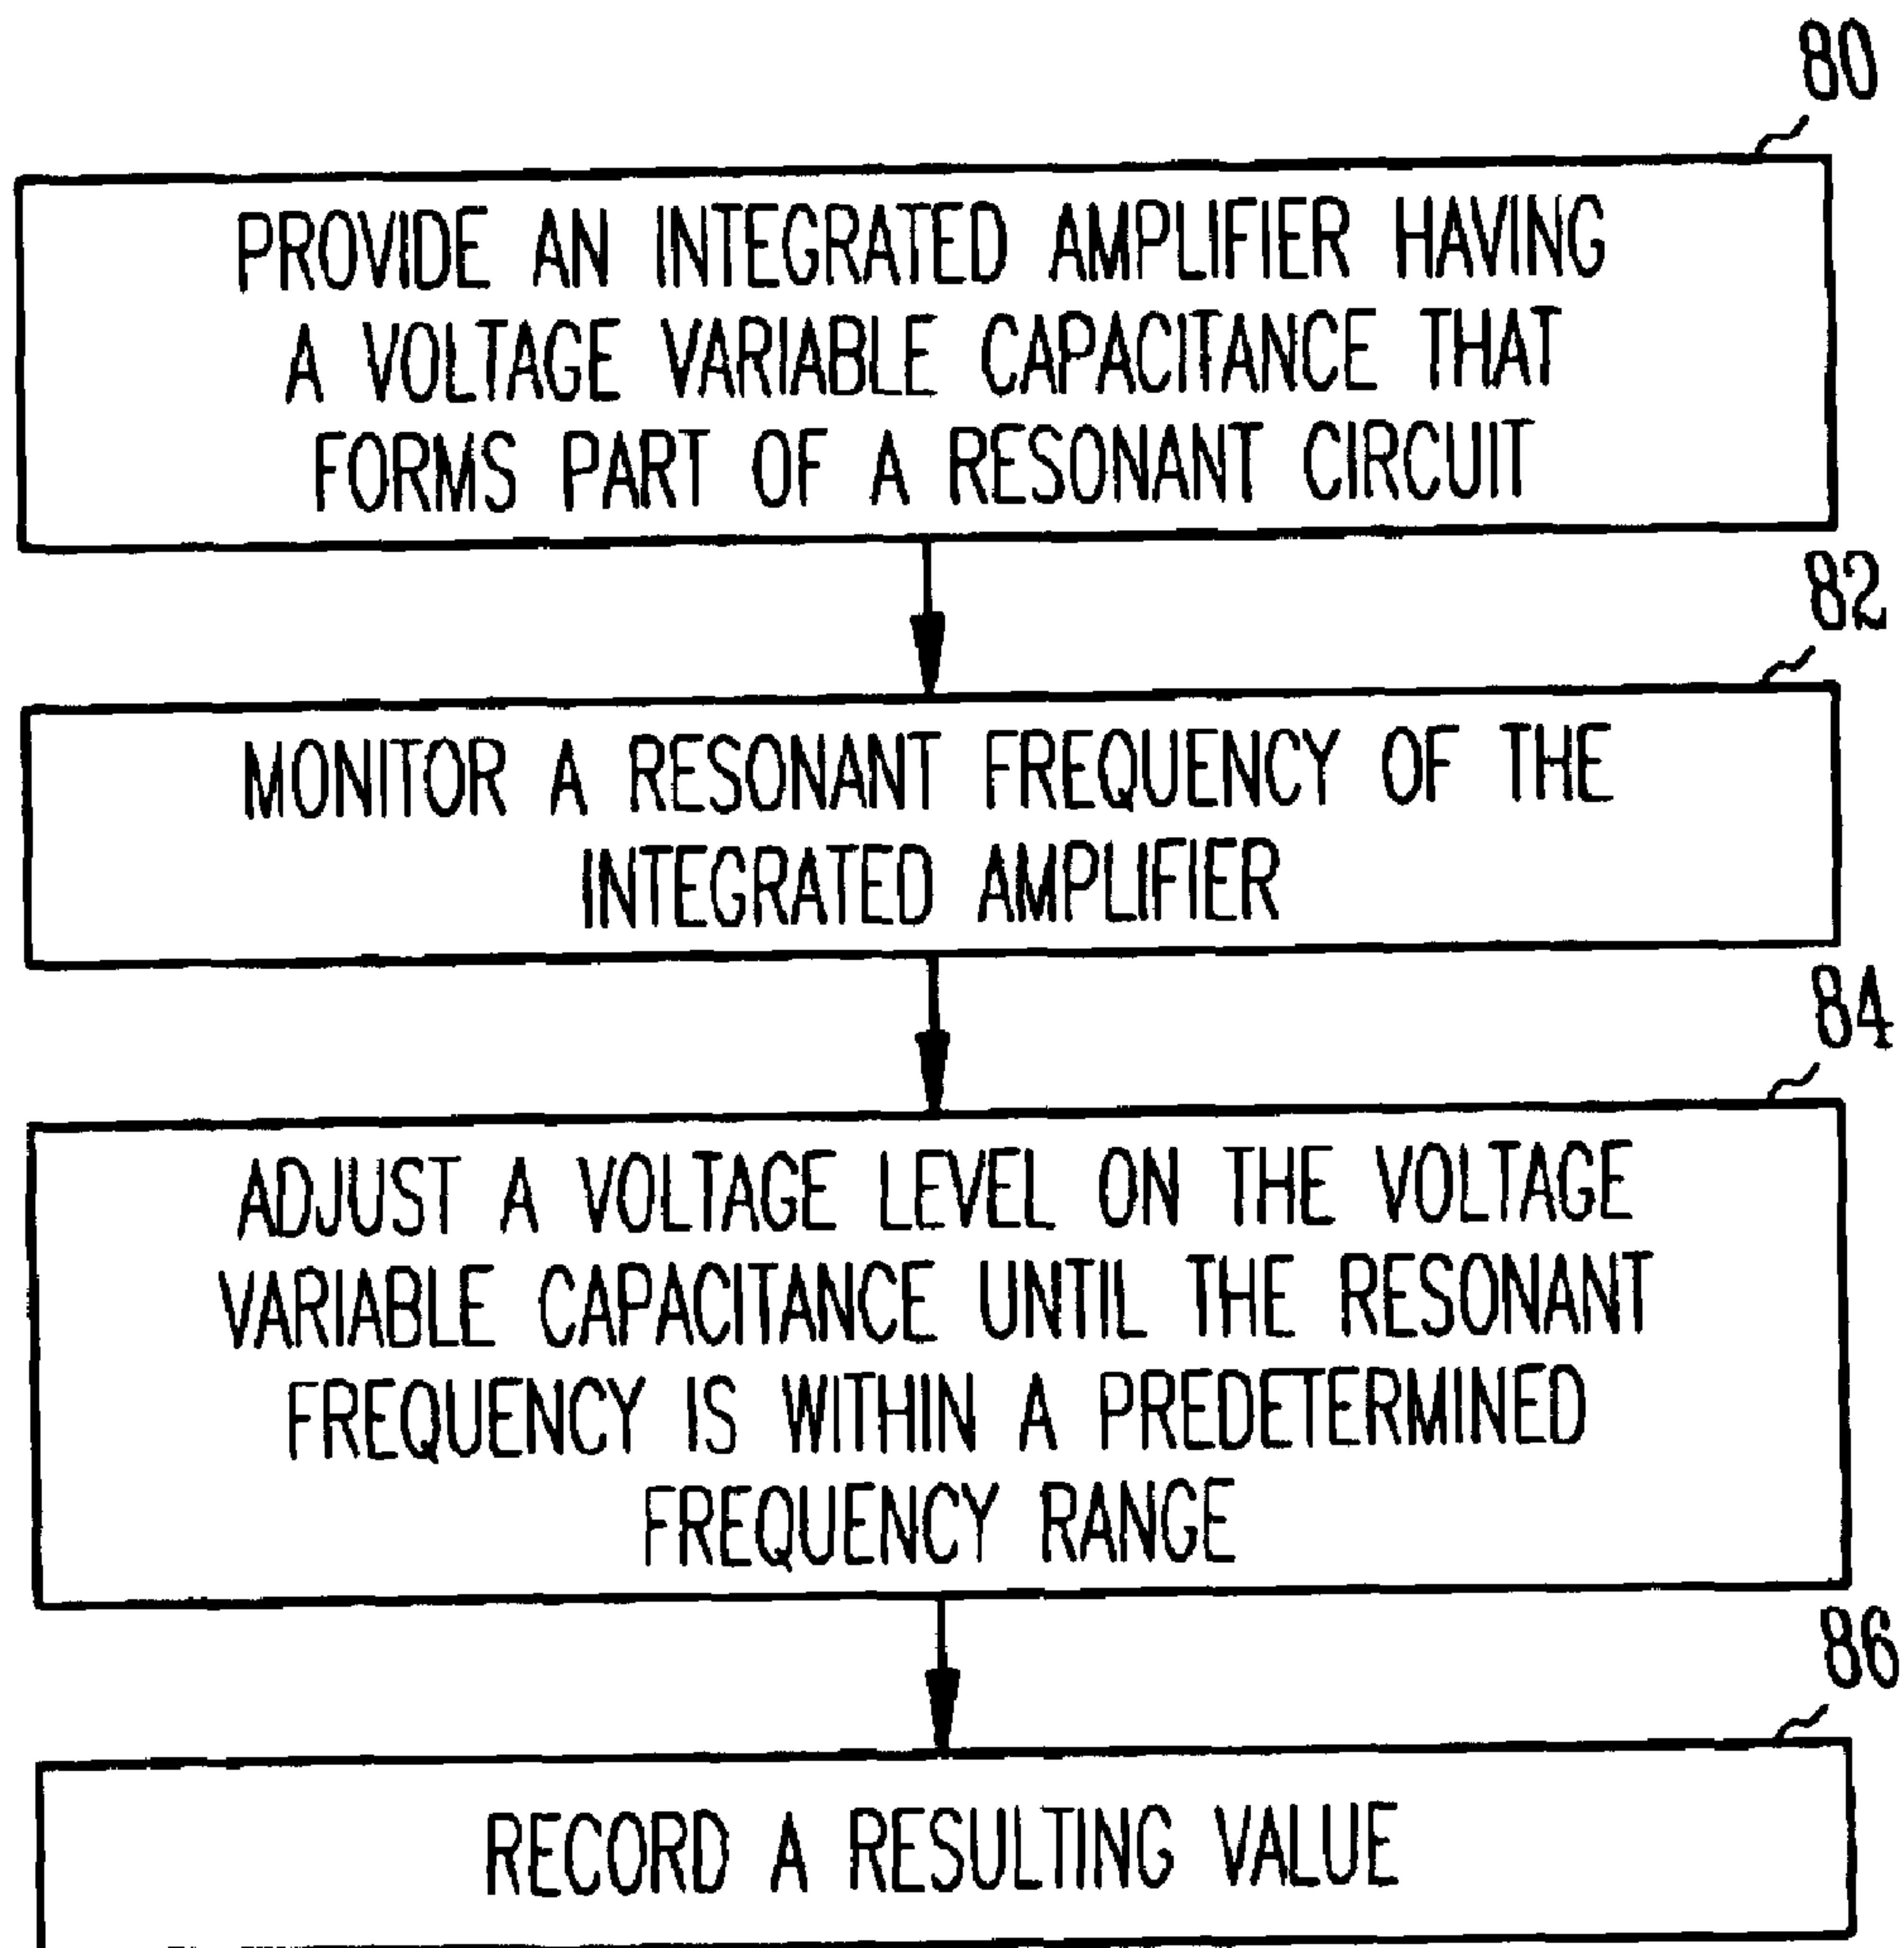 80
PROVIDE AN INTEGRATED AMPLIFIER HAVING
A VOLTAGE VARIABLE CAPACITANCE THAT
FORMS PART OF A RESONANT CIRCUIT
82
MONITOR A RESONANT FREQUENCY OF THE
INTEGRATED AMPLIFIER
84
ADJUST A VOLTAGE LEVEL ON THE VOLTAGE
VARIABLE CAPACITANCE UNTIL THE RESONANT
FREQUENCY IS WITHIN A PREDETERMINED
FREQUENCY RANGE
86
RECORD A RESULTING VALUE